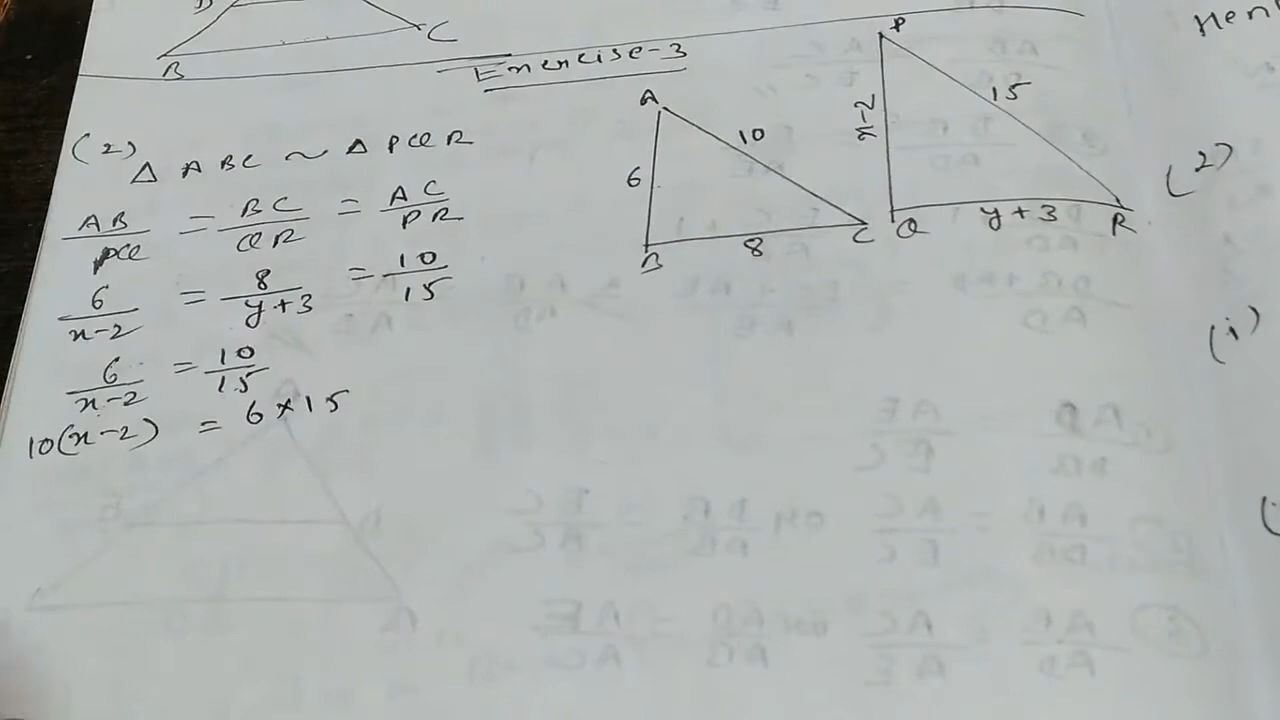 B
C
Exercise-3
(2)
Δ ABC ~ Δ PQR
AB/PQ = BC/QR = AC/PR
6/x-2 = 8/y+3 = 10/15
6/x-2 = 10/15
10(x-2) = 6×15
A
6
10
B
8
C
P
x-2
15
Q
y+3
R
Hen
(2)
(i)